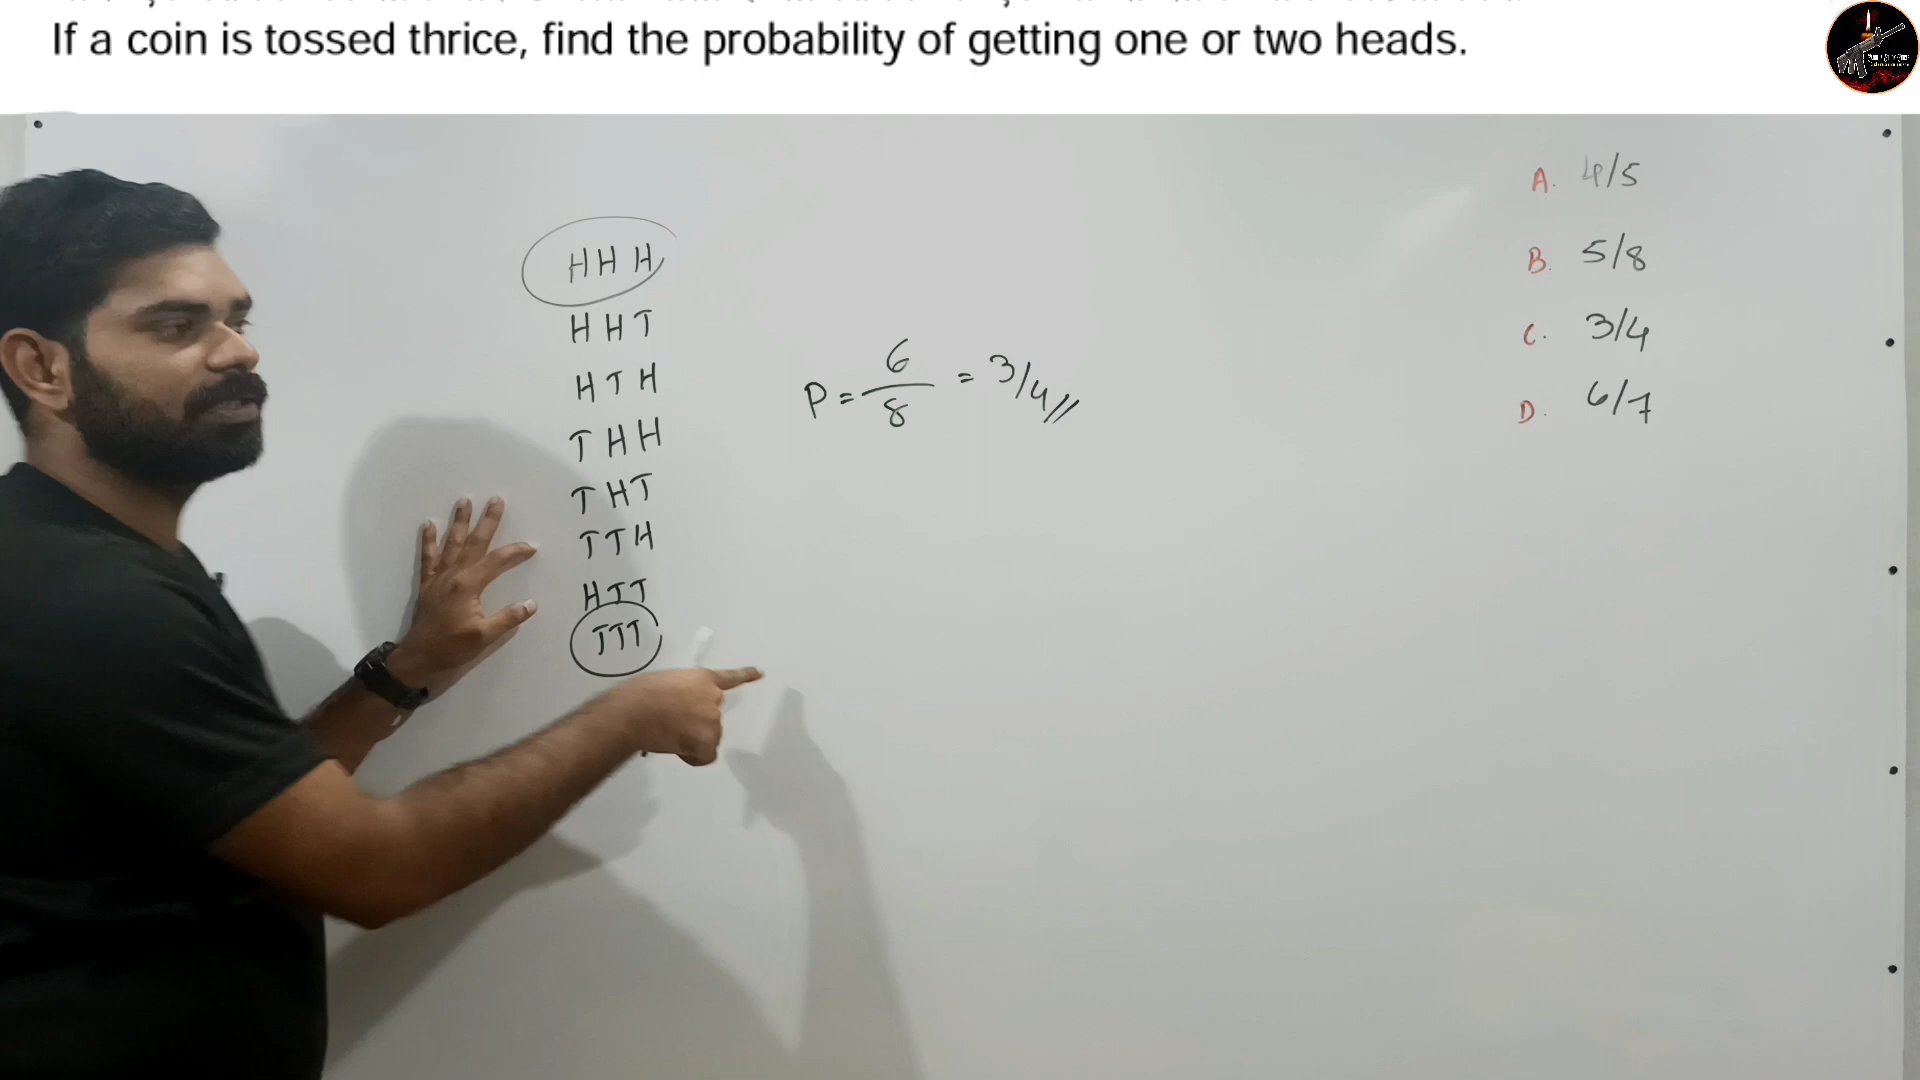 If a coin is tossed thrice, find the probability of getting one or two heads.
HHH
HHT
HTH
THH
THT
TTH
HTT
TTT
P = 6/8 = 3/4
A. 4/5
B. 5/8
C. 3/4
D. 6/7